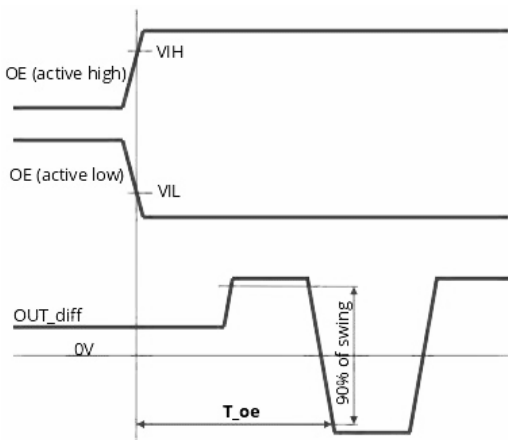 VIH
OE (active high)
OE (active low)
VIL
OUT_diff
0V
90% of swing
T_oe